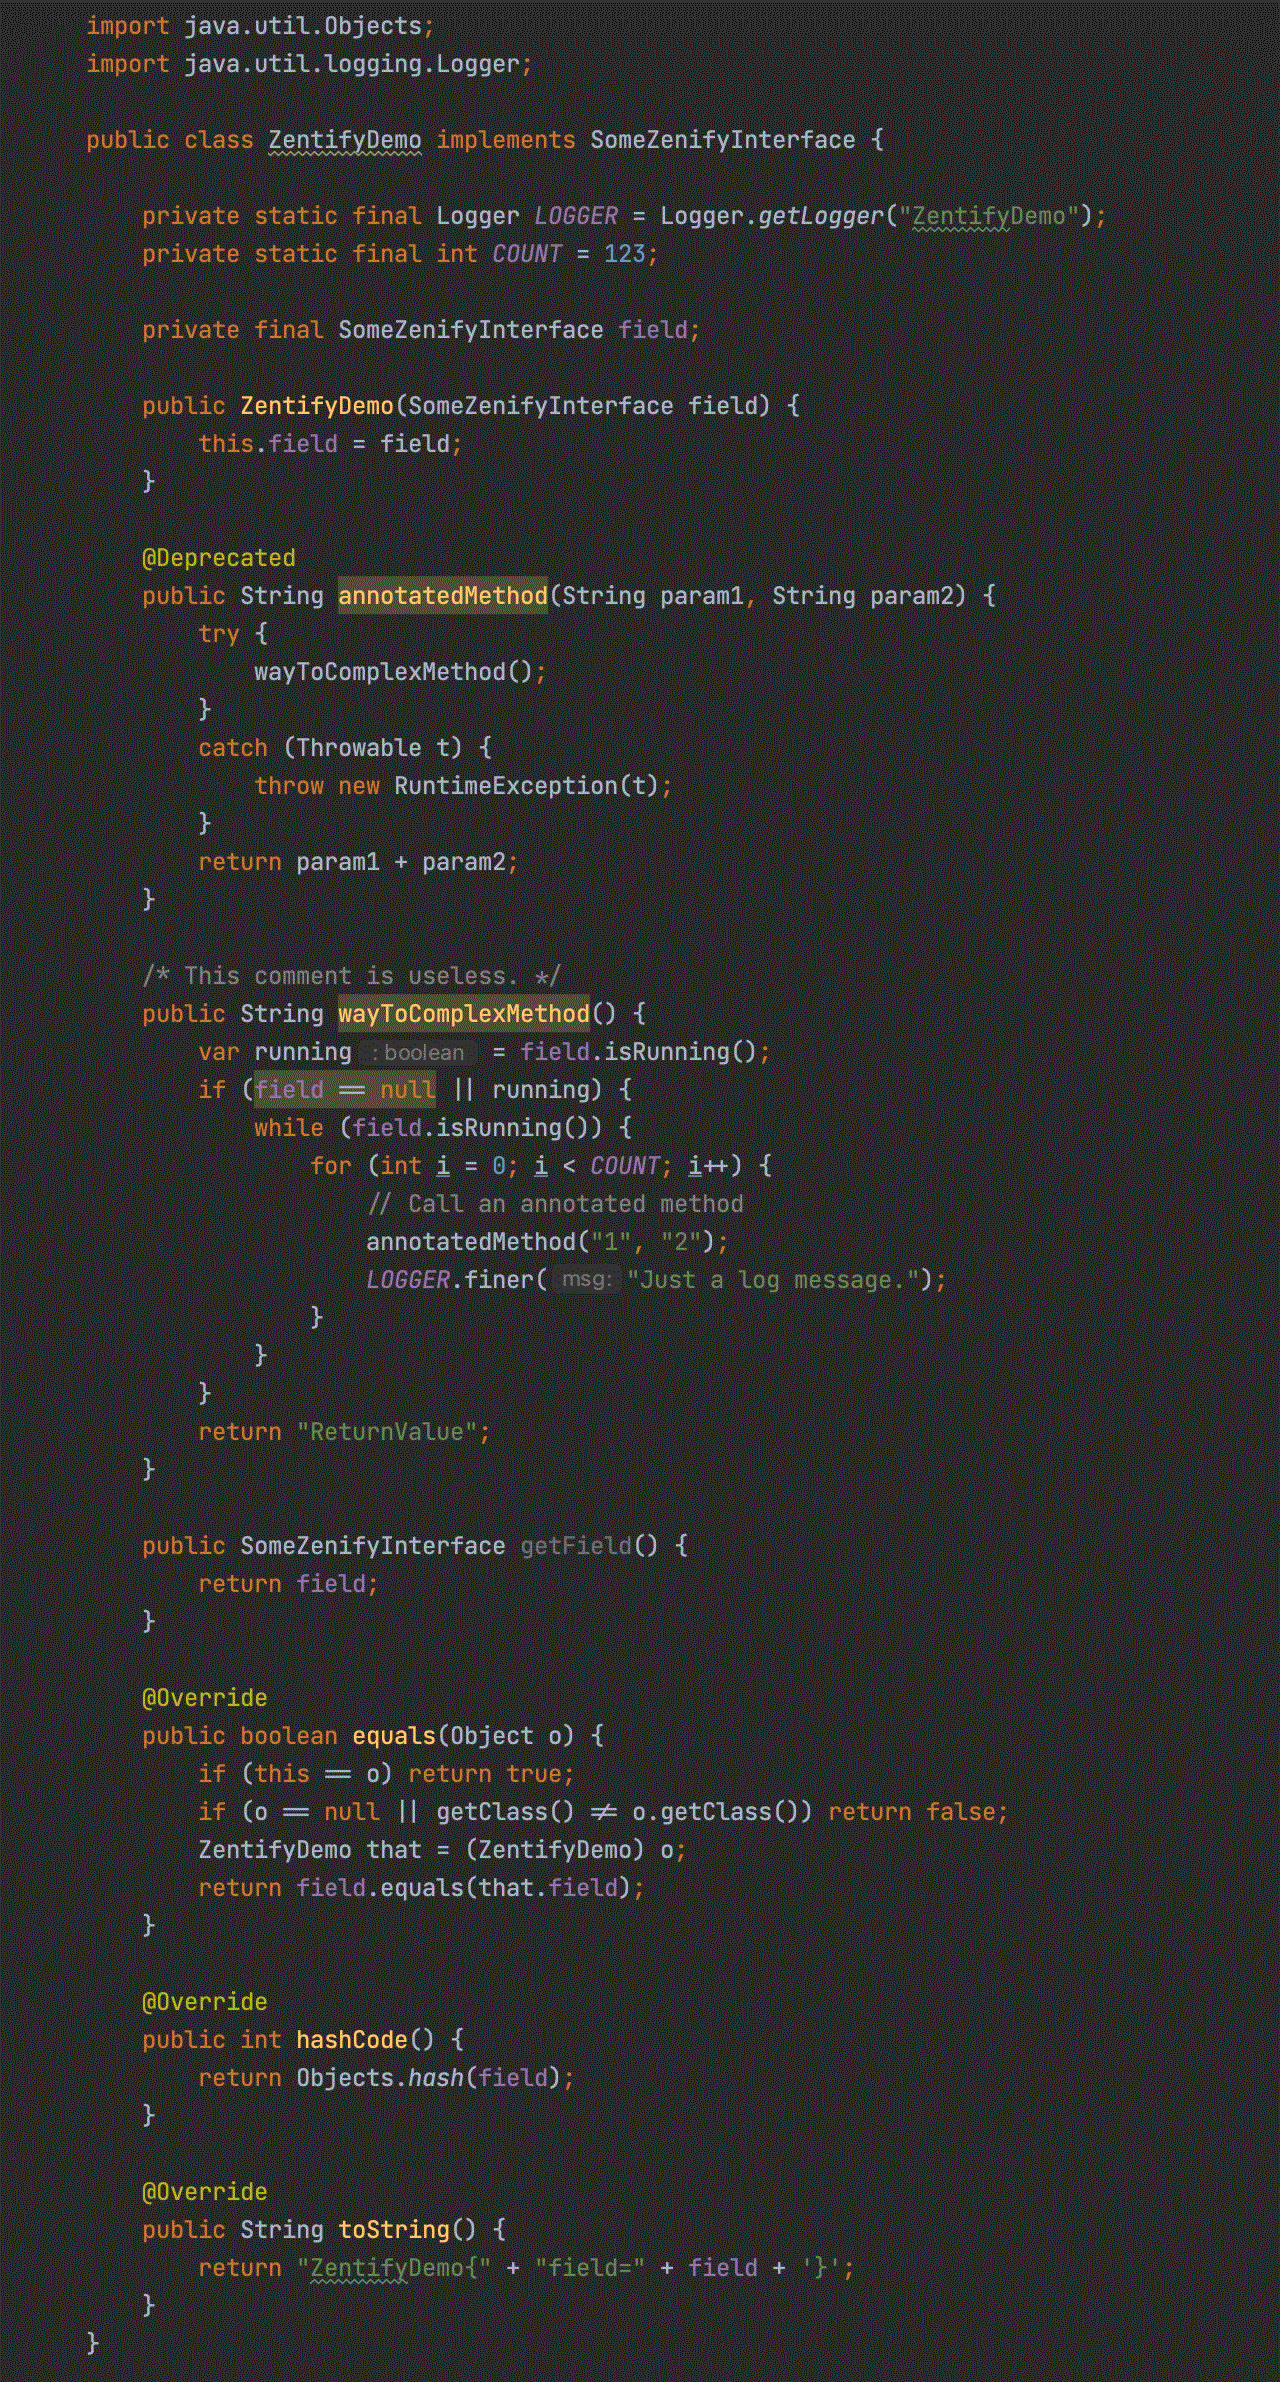 import java.util.Objects;
import java.util.logging.Logger;

public class ZentifyDemo implements SomeZenifyInterface {

    private static final Logger LOGGER = Logger.getLogger("ZentifyDemo");
    private static final int COUNT = 123;

    private final SomeZenifyInterface field;

    public ZentifyDemo(SomeZenifyInterface field) {
        this.field = field;
    }

    @Deprecated
    public String annotatedMethod(String param1, String param2) {
        try {
            wayToComplexMethod();
        }
        catch (Throwable t) {
            throw new RuntimeException(t);
        }
        return param1 + param2;
    }

    /* This comment is useless. */
    public String wayToComplexMethod() {
        var running : boolean = field.isRunning();
        if (field == null || running) {
            while (field.isRunning()) {
                for (int i = 0; i < COUNT; i++) {
                    // Call an annotated method
                    annotatedMethod("1", "2");
                    LOGGER.finer( msg: "Just a log message.");
                }
            }
        }
        return "ReturnValue";
    }

    public SomeZenifyInterface getField() {
        return field;
    }

    @Override
    public boolean equals(Object o) {
        if (this == o) return true;
        if (o == null || getClass() != o.getClass()) return false;
        ZentifyDemo that = (ZentifyDemo) o;
        return field.equals(that.field);
    }

    @Override
    public int hashCode() {
        return Objects.hash(field);
    }

    @Override
    public String toString() {
        return "ZentifyDemo{" + "field=" + field + '}';
    }
}